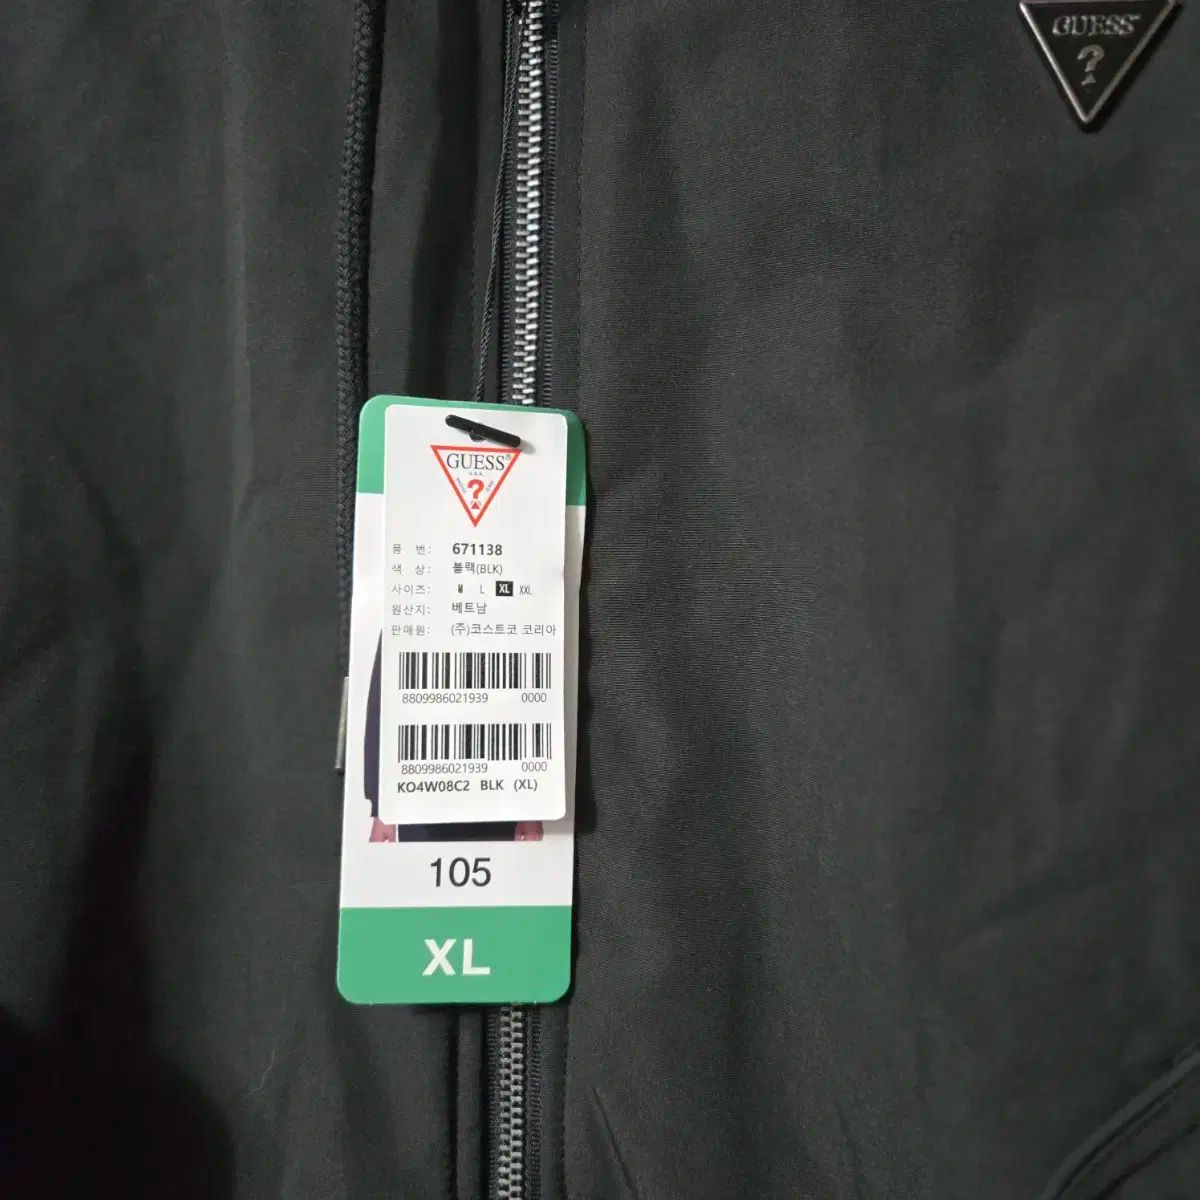 GUESS
?
GUESS®
U.S.A.
?
품 번: 671138
색 상: 블랙(BLK)
사이즈: M L XL XXL
원산지: 베트남
판매원: (주)코스트코 코리아
8809986021939 0000
8809986021939 0000
KO4W08C2 BLK (XL)
105
XL